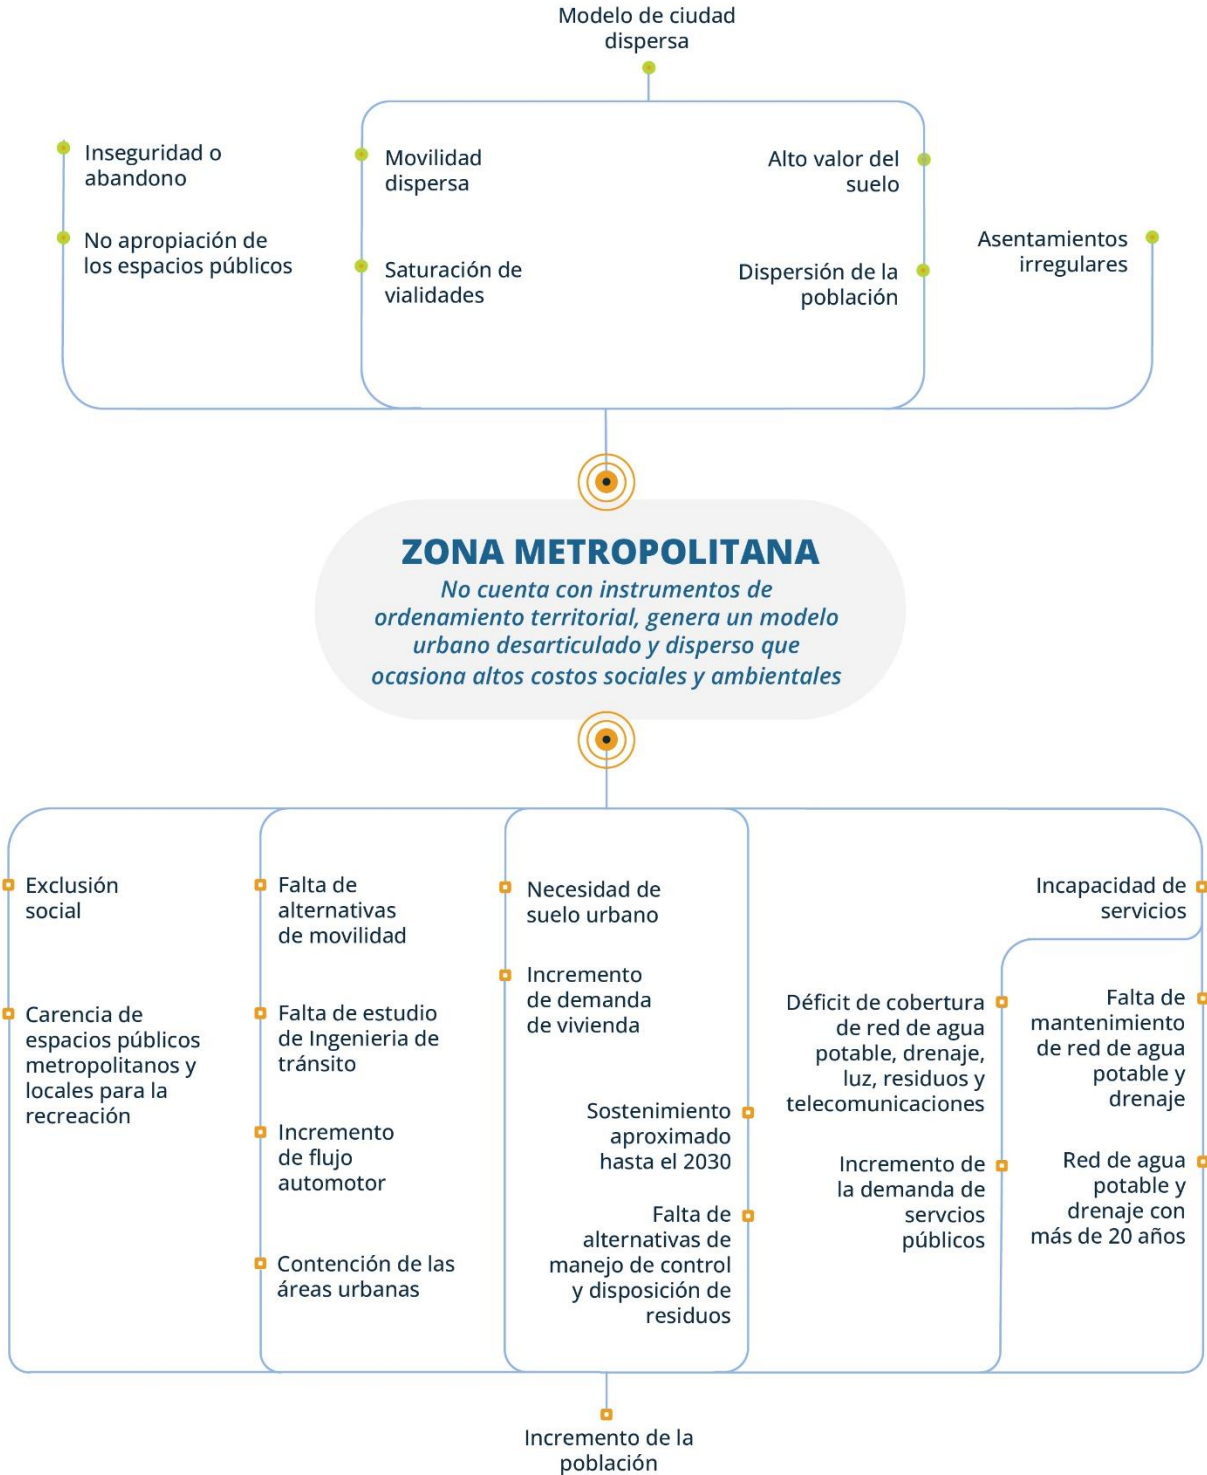 Modelo de ciudad
dispersa
Inseguridad o
abandono
No apropiación de
los espacios públicos
Movilidad
dispersa
Saturación de
vialidades
Alto valor del
suelo
Dispersión de la
población
Asentamientos
irregulares
ZONA METROPOLITANA
No cuenta con instrumentos de
ordenamiento territorial, genera un modelo
urbano desarticulado y disperso que
ocasiona altos costos sociales y ambientales
Exclusión
social
Carencia de
espacios públicos
metropolitanos y
locales para la
recreación
Falta de
alternativas
de movilidad
Falta de estudio
de Ingenieria de
tránsito
Incremento
de flujo
automotor
Contención de las
áreas urbanas
Necesidad de
suelo urbano
Incremento
de demanda
de vivienda
Sostenimiento
aproximado
hasta el 2030
Falta de
alternativas de
manejo de control
y disposición de
residuos
Incapacidad de
servicios
Déficit de cobertura
de red de agua
potable, drenaje,
luz, residuos y
telecomunicaciones
Incremento de
la demanda de
servcios
públicos
Falta de
mantenimiento
de red de agua
potable y
drenaje
Red de agua
potable y
drenaje con
más de 20 años
Incremento de la
población